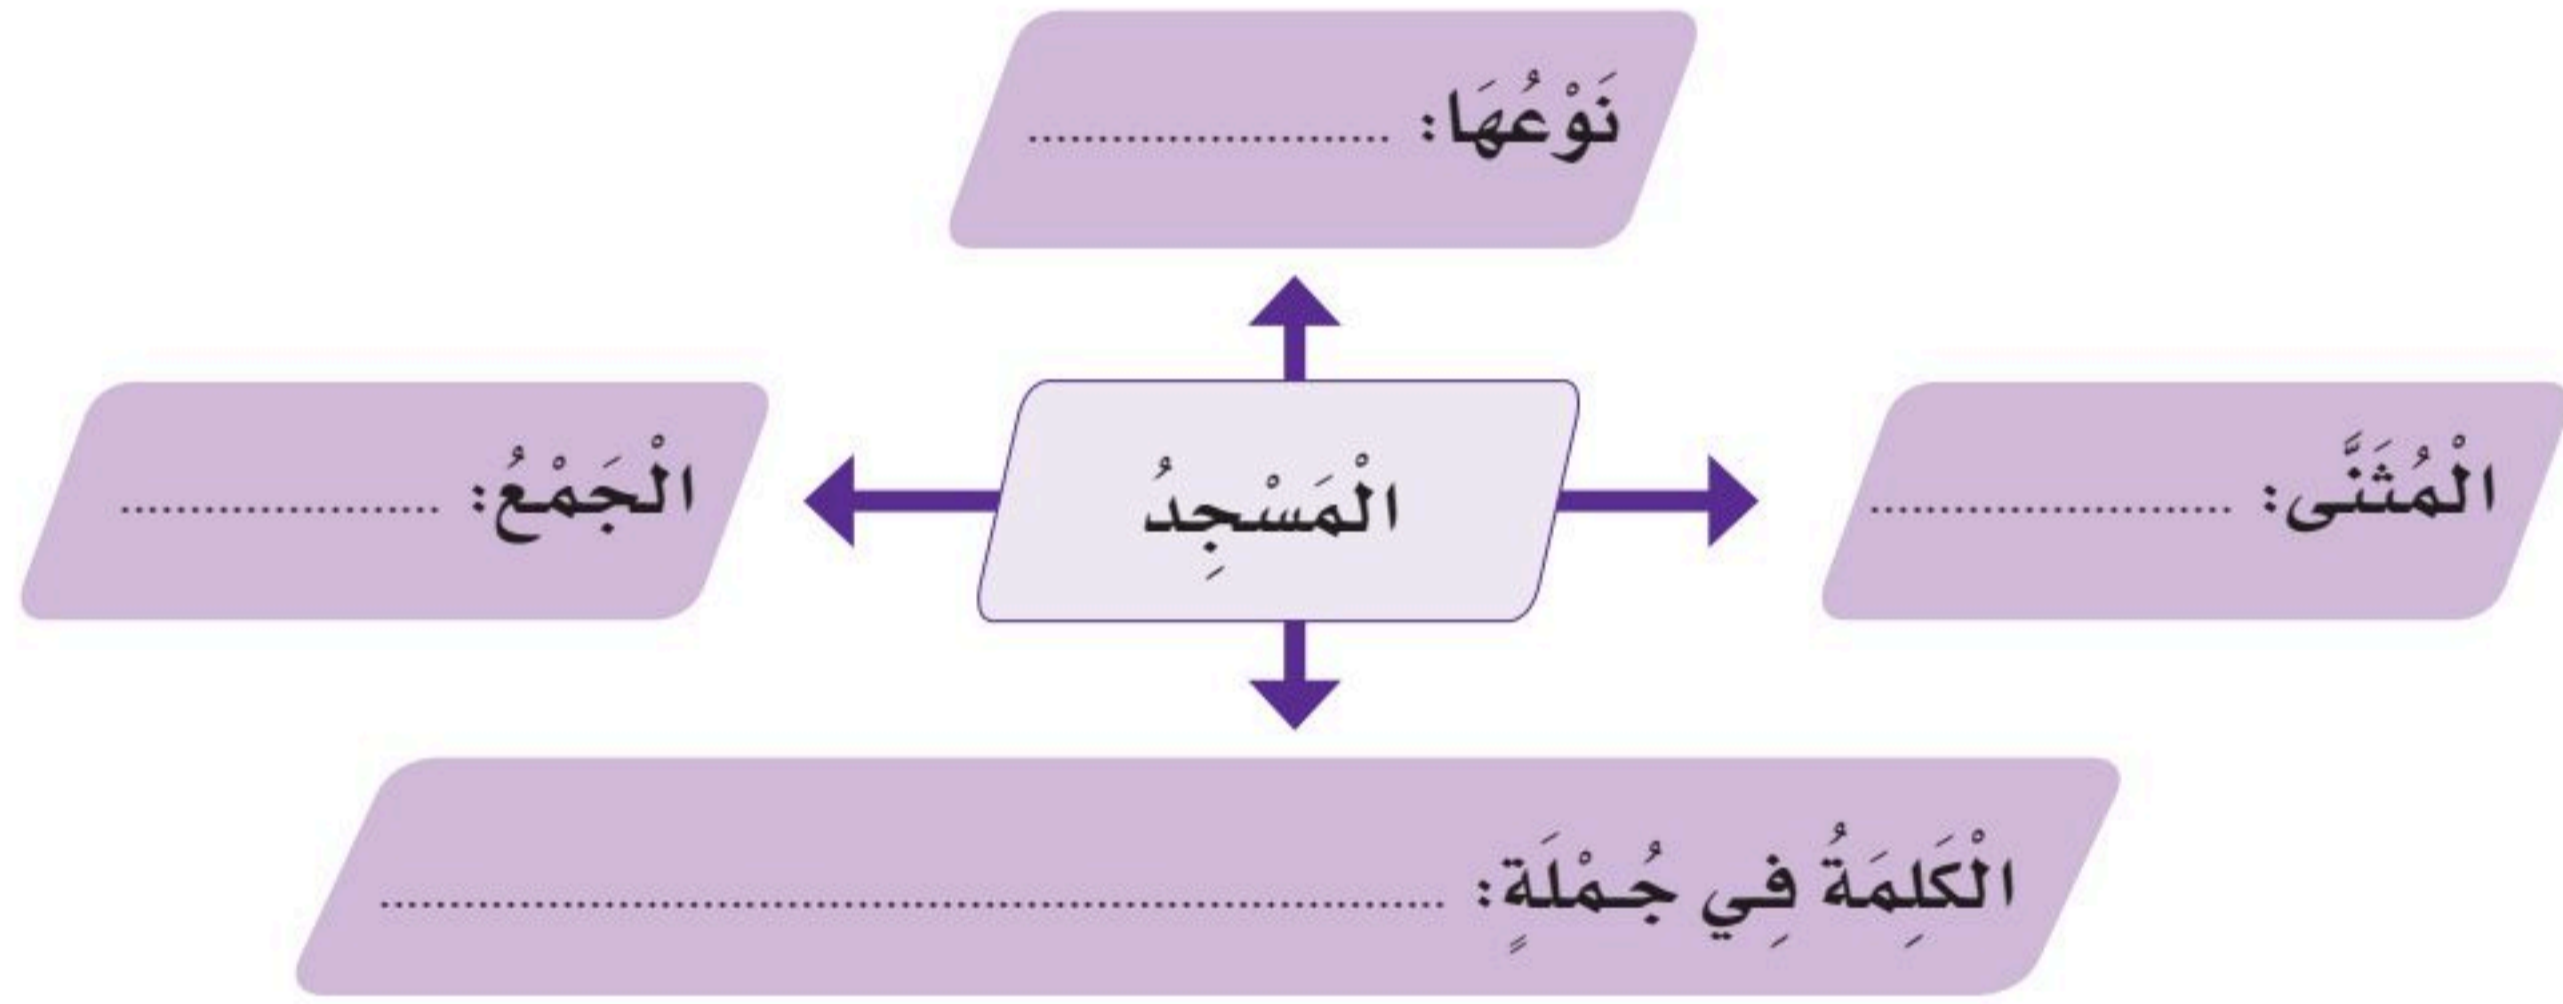 نَوْعُهَا: ..........................
الْمُثَنَّى: ..........................
الْمَسْجِدُ
الْجَمْعُ: .......................
الْكَلِمَةُ فِي جُمْلَةٍ: ............................................................................